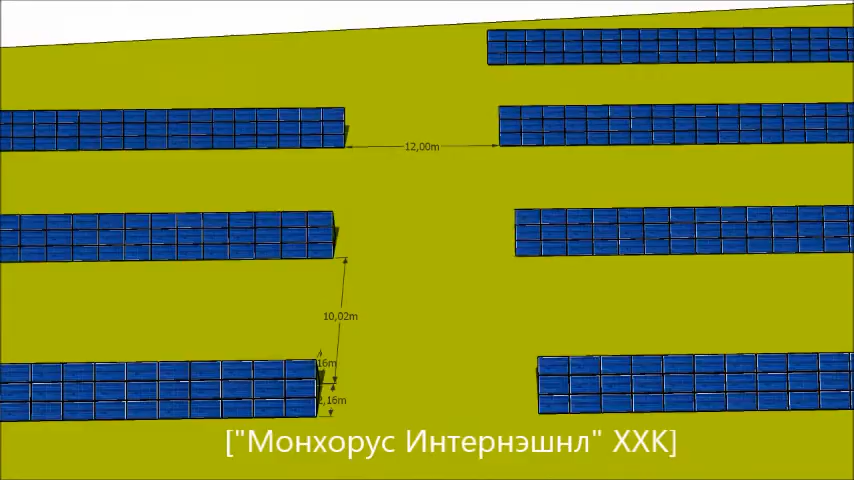 12,00m
10,02m
16m
2,16m
["Монхорус Интернэшнл" ХХК]